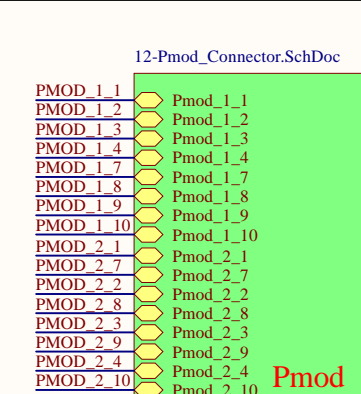 12-Pmod_Connector.SchDoc
PMOD_1_1 Pmod_1_1
PMOD_1_2 Pmod_1_2
PMOD_1_3 Pmod_1_3
PMOD_1_4 Pmod_1_4
PMOD_1_7 Pmod_1_7
PMOD_1_8 Pmod_1_8
PMOD_1_9 Pmod_1_9
PMOD_1_10 Pmod_1_10
PMOD_2_1 Pmod_2_1
PMOD_2_7 Pmod_2_7
PMOD_2_2 Pmod_2_2
PMOD_2_8 Pmod_2_8
PMOD_2_3 Pmod_2_3
PMOD_2_9 Pmod_2_9
PMOD_2_4 Pmod_2_4
PMOD_2_10 Pmod_2_10
Pmod